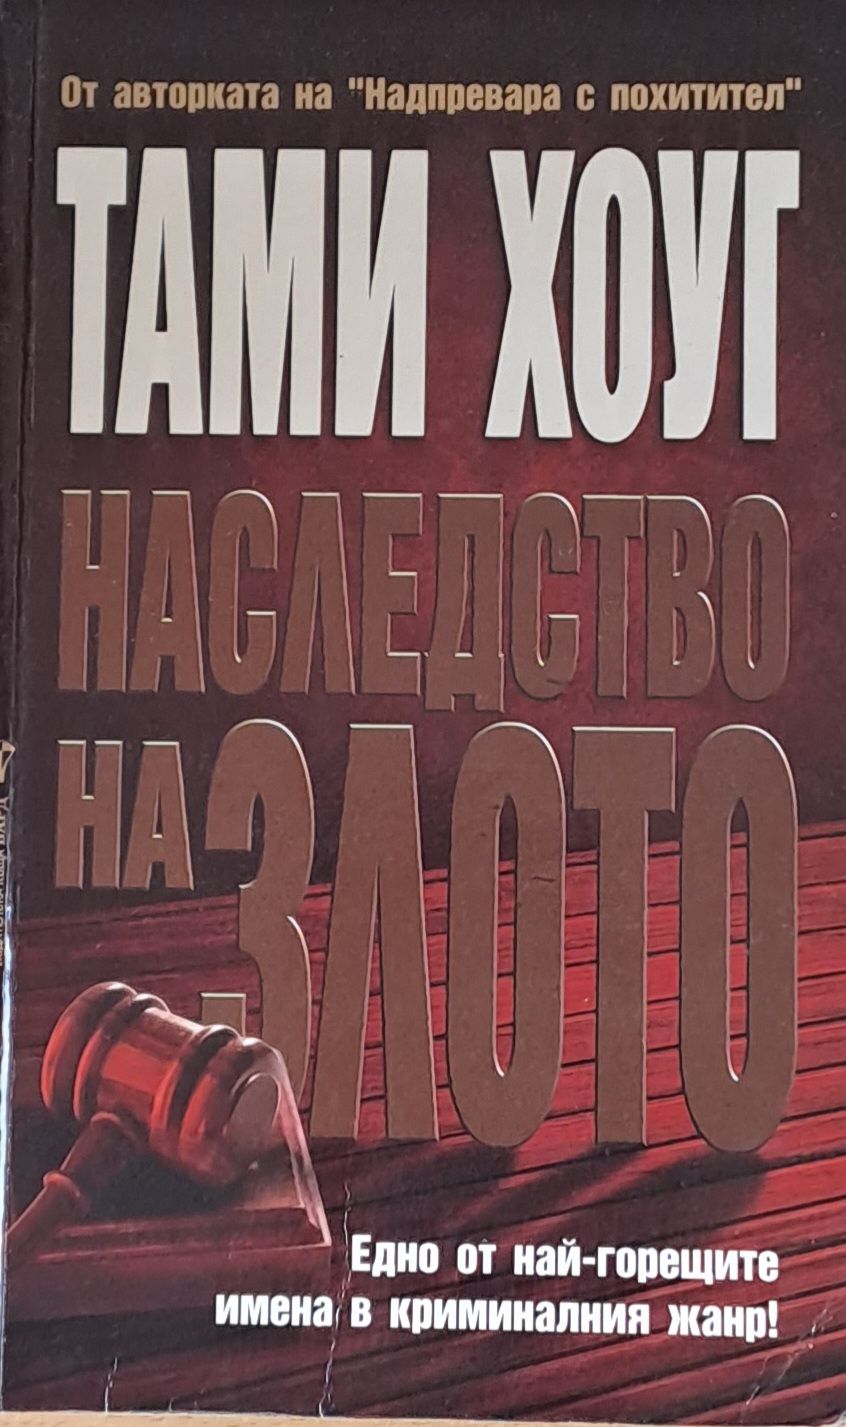 От авторката на "Надпревара с похитител"
ТАМИ ХОУГ
НАСЛЕДСТВО
НА ЗЛОТО
Едно от най-горещите
имена в криминалния жанр!